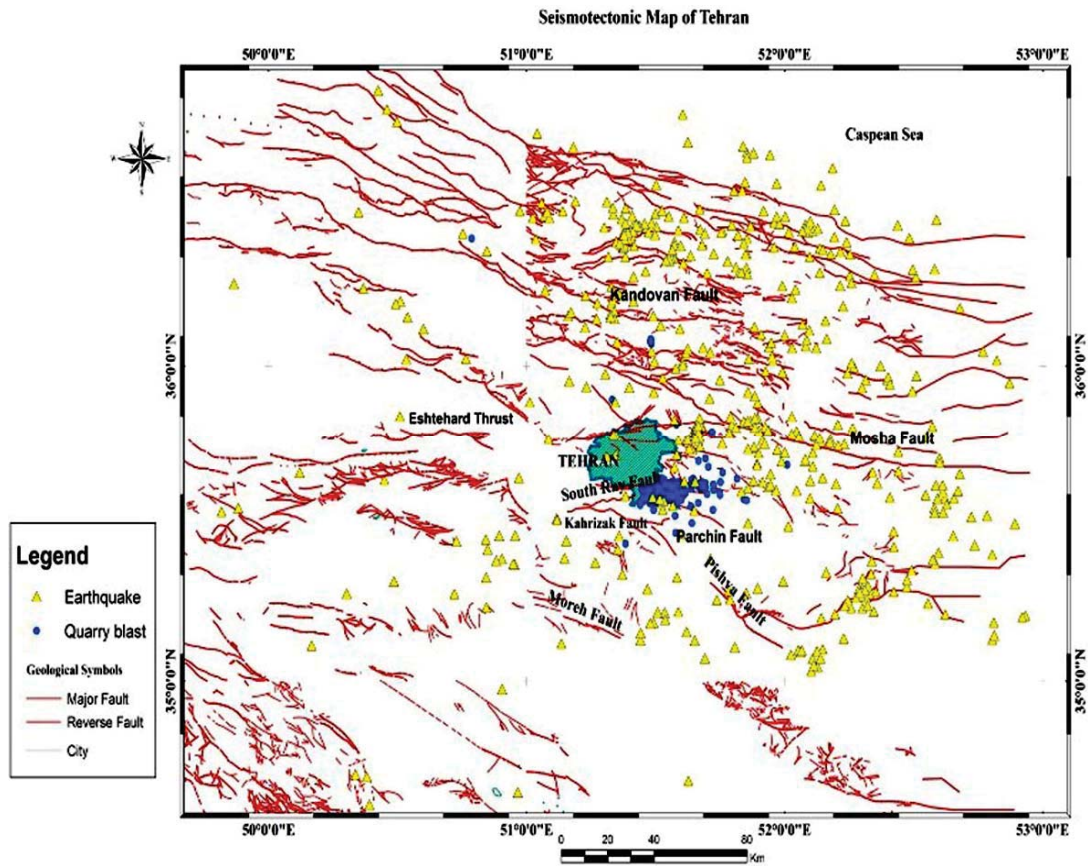 Seismotectonic Map of Tehran
50°0'0"E
51°0'0"E
52°0'0"E
53°0'0"E
N
W
E
S
Caspean Sea
Kandovan Fault
36°0'0"N
36°0'0"N
Eshtehard Thrust
Mosha Fault
TEHRAN
South Ray Fault
Kahrizak Fault
Parchin Fault
Pishva Fault
Moreh Fault
35°0'0"N
35°0'0"N
Legend
Earthquake
Quarry blast
Geological Symbols
Major Fault
Reverse Fault
City
50°0'0"E
51°0'0"E
52°0'0"E
53°0'0"E
0 20 40 80
Km